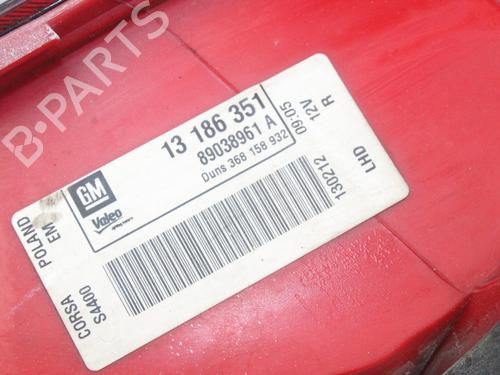 B-PARTS
13 186 351
89038961 A
Duns 368 158 932
GM
Valeo
09:05
12V
R
130212
LHD
POLAND
EM
CORSA
S4400